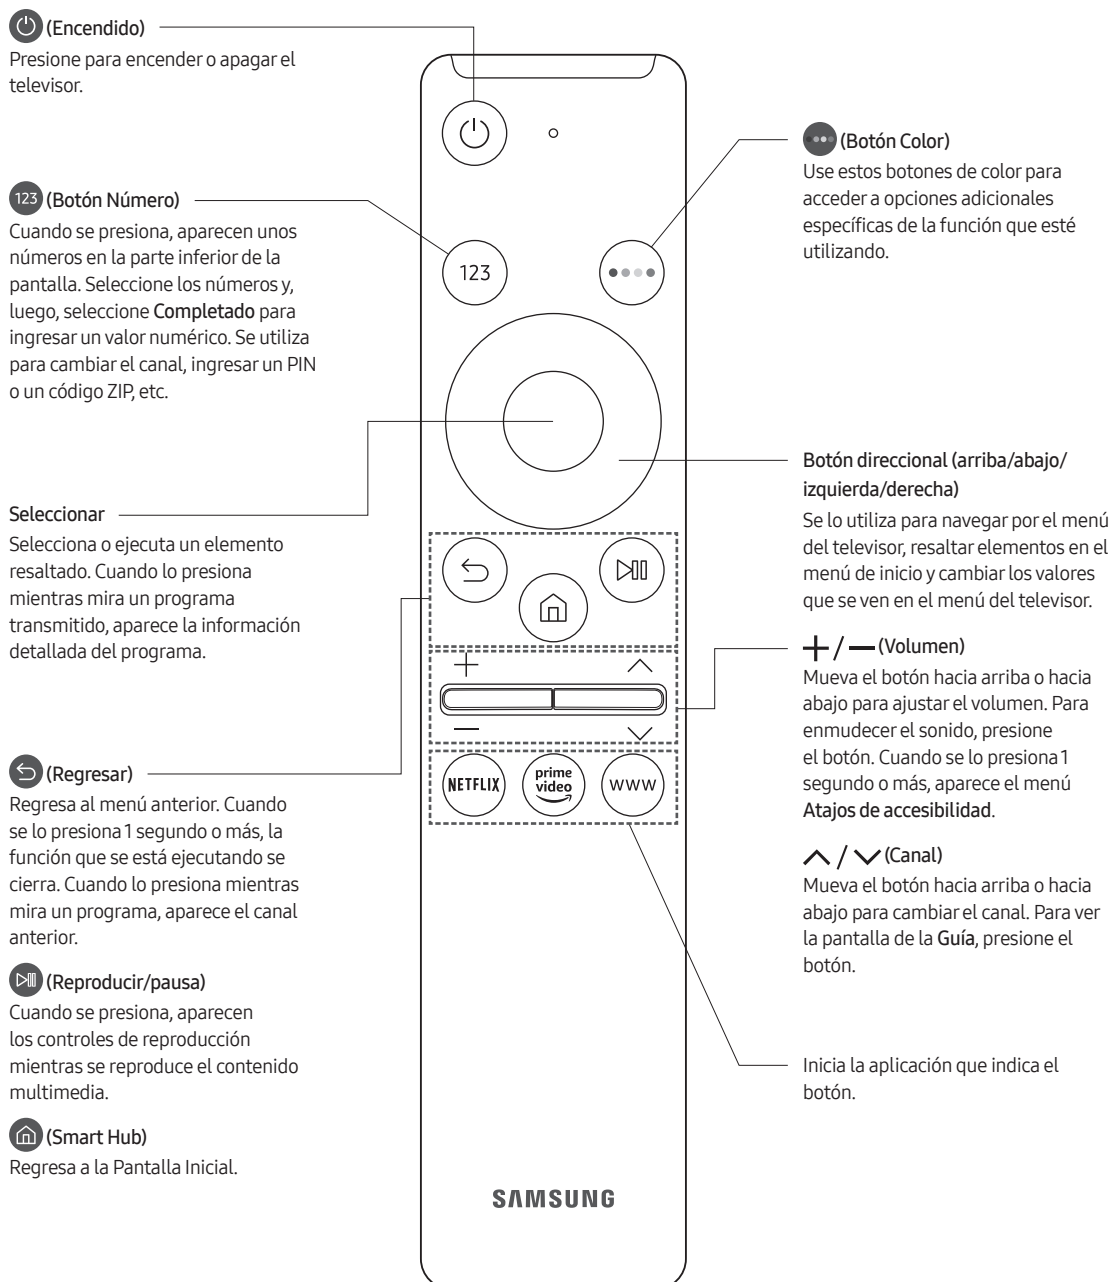 (Encendido)
Presione para encender o apagar el
televisor.
123 (Botón Número)
Cuando se presiona, aparecen unos
números en la parte inferior de la
pantalla. Seleccione los números y,
luego, seleccione Completado para
ingresar un valor numérico. Se utiliza
para cambiar el canal, ingresar un PIN
o un código ZIP, etc.
Seleccionar
Selecciona o ejecuta un elemento
resaltado. Cuando lo presiona
mientras mira un programa
transmitido, aparece la información
detallada del programa.
(Regresar)
Regresa al menú anterior. Cuando
se lo presiona 1 segundo o más, la
función que se está ejecutando se
cierra. Cuando lo presiona mientras
mira un programa, aparece el canal
anterior.
(Reproducir/pausa)
Cuando se presiona, aparecen
los controles de reproducción
mientras se reproduce el contenido
multimedia.
(Smart Hub)
Regresa a la Pantalla Inicial.
123
NETFLIX
prime
video
www
SAMSUNG
(Botón Color)
Use estos botones de color para
acceder a opciones adicionales
específicas de la función que esté
utilizando.
Botón direccional (arriba/abajo/
izquierda/derecha)
Se lo utiliza para navegar por el menú
del televisor, resaltar elementos en el
menú de inicio y cambiar los valores
que se ven en el menú del televisor.
+ / − (Volumen)
Mueva el botón hacia arriba o hacia
abajo para ajustar el volumen. Para
enmudecer el sonido, presione
el botón. Cuando se lo presiona 1
segundo o más, aparece el menú
Atajos de accesibilidad.
/ (Canal)
Mueva el botón hacia arriba o hacia
abajo para cambiar el canal. Para ver
la pantalla de la Guía, presione el
botón.
Inicia la aplicación que indica el
botón.